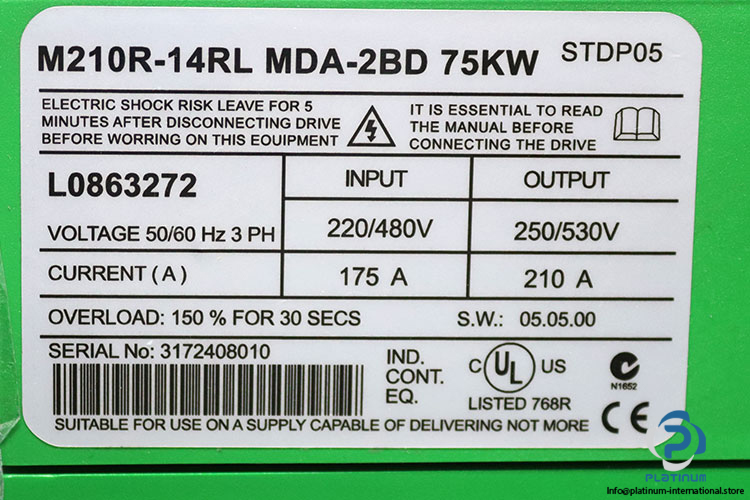 M210R-14RL MDA-2BD 75KW STDP05
ELECTRIC SHOCK RISK LEAVE FOR 5
MINUTES AFTER DISCONNECTING DRIVE
BEFORE WORRING ON THIS EQUIPMENT
IT IS ESSENTIAL TO READ
THE MANUAL BEFORE
CONNECTING THE DRIVE
L0863272
INPUT
OUTPUT
VOLTAGE 50/60 Hz 3 PH
220/480V
250/530V
CURRENT ( A )
175 A
210 A
OVERLOAD: 150 % FOR 30 SECS
S.W.: 05.05.00
SERIAL No: 3172408010
IND.
CONT.
EQ.
C UL US
LISTED 768R
N1652
CE
SUITABLE FOR USE ON A SUPPLY CAPABLE OF DELIVERING NOT MORE
PLATINUM
Info@platinum-international.store